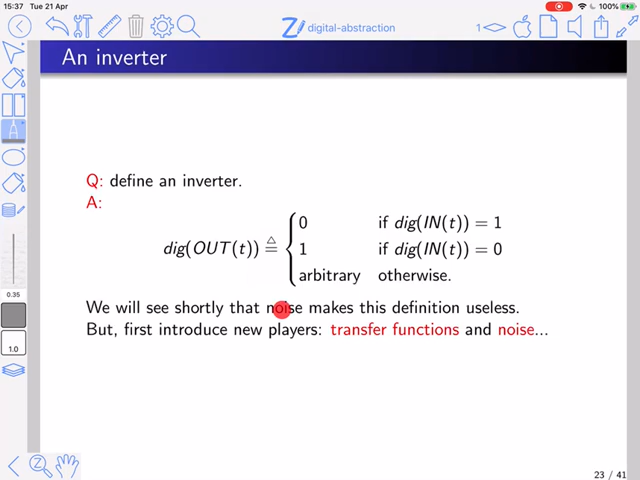 15:37 Tue 21 Apr
100%
digital-abstraction
1
An inverter
Q: define an inverter.
A:
dig(OUT(t)) ≜ { 0 if dig(IN(t)) = 1
1 if dig(IN(t)) = 0
arbitrary otherwise.
We will see shortly that noise makes this definition useless.
But, first introduce new players: transfer functions and noise...
0.35
1.0
23 / 41